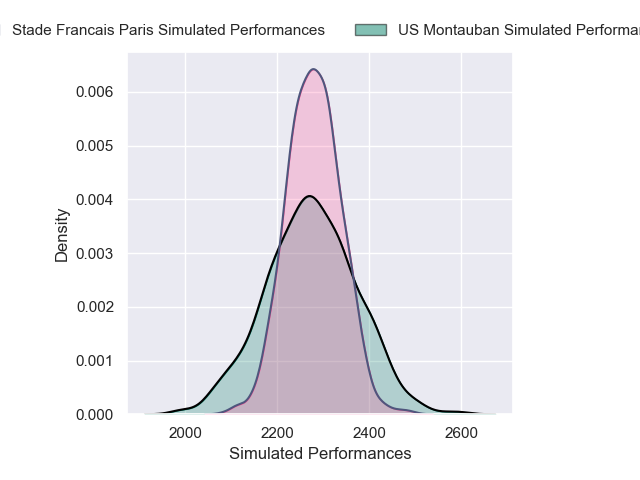 Stade Francais Paris Simulated Performances
US Montauban Simulated
0.006
0.005
0.004
0.003
0.002
0.001
0.000
Density
2000 2200 2400 2600
Simulated Performances